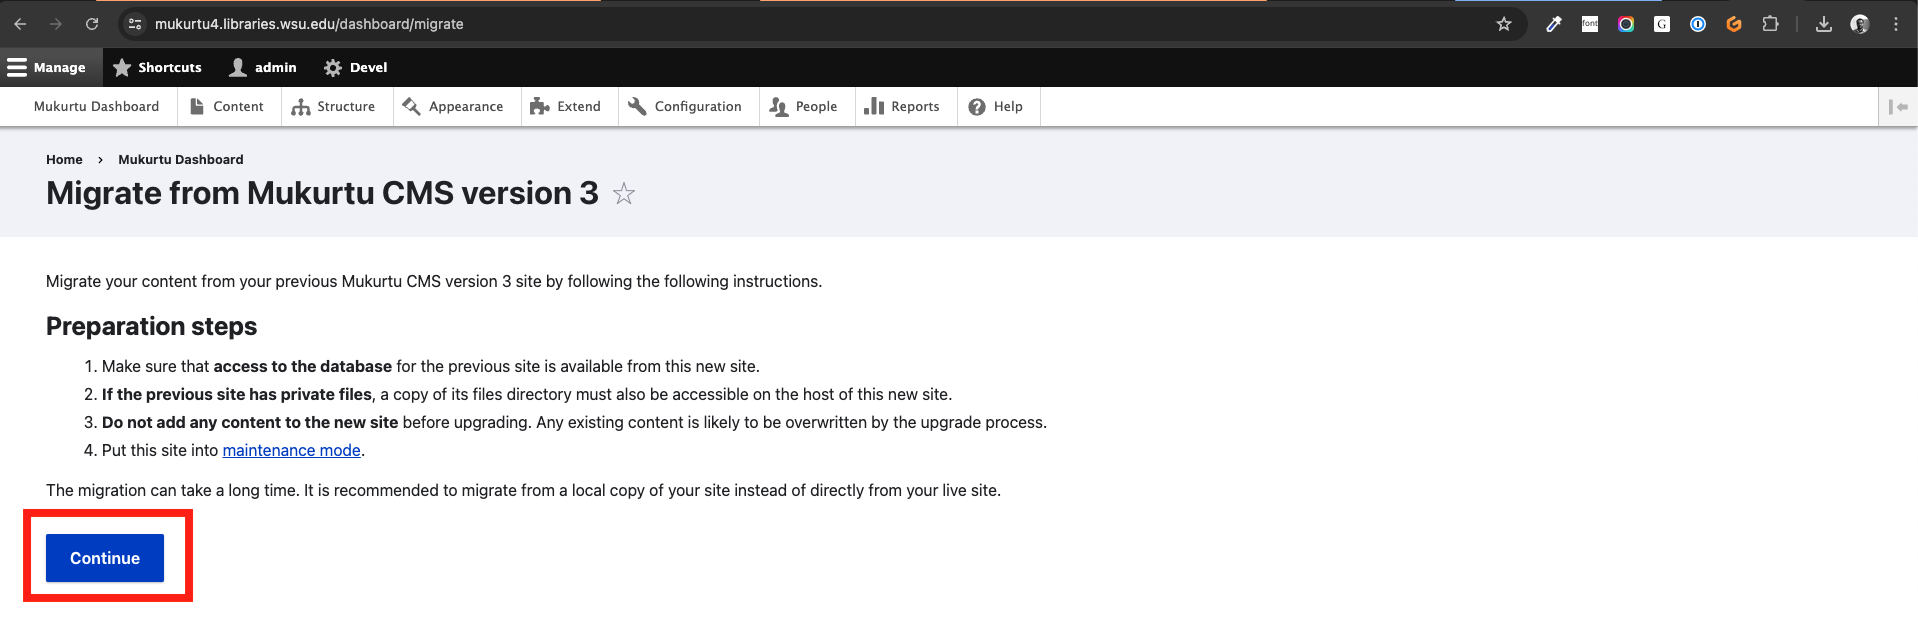 mukurtu4.libraries.wsu.edu/dashboard/migrate
font G
Manage Shortcuts admin Devel
Mukurtu Dashboard Content Structure Appearance Extend Configuration People Reports Help
Home › Mukurtu Dashboard
Migrate from Mukurtu CMS version 3
Migrate your content from your previous Mukurtu CMS version 3 site by following the following instructions.
Preparation steps
1. Make sure that access to the database for the previous site is available from this new site.
2. If the previous site has private files, a copy of its files directory must also be accessible on the host of this new site.
3. Do not add any content to the new site before upgrading. Any existing content is likely to be overwritten by the upgrade process.
4. Put this site into maintenance mode.
The migration can take a long time. It is recommended to migrate from a local copy of your site instead of directly from your live site.
Continue